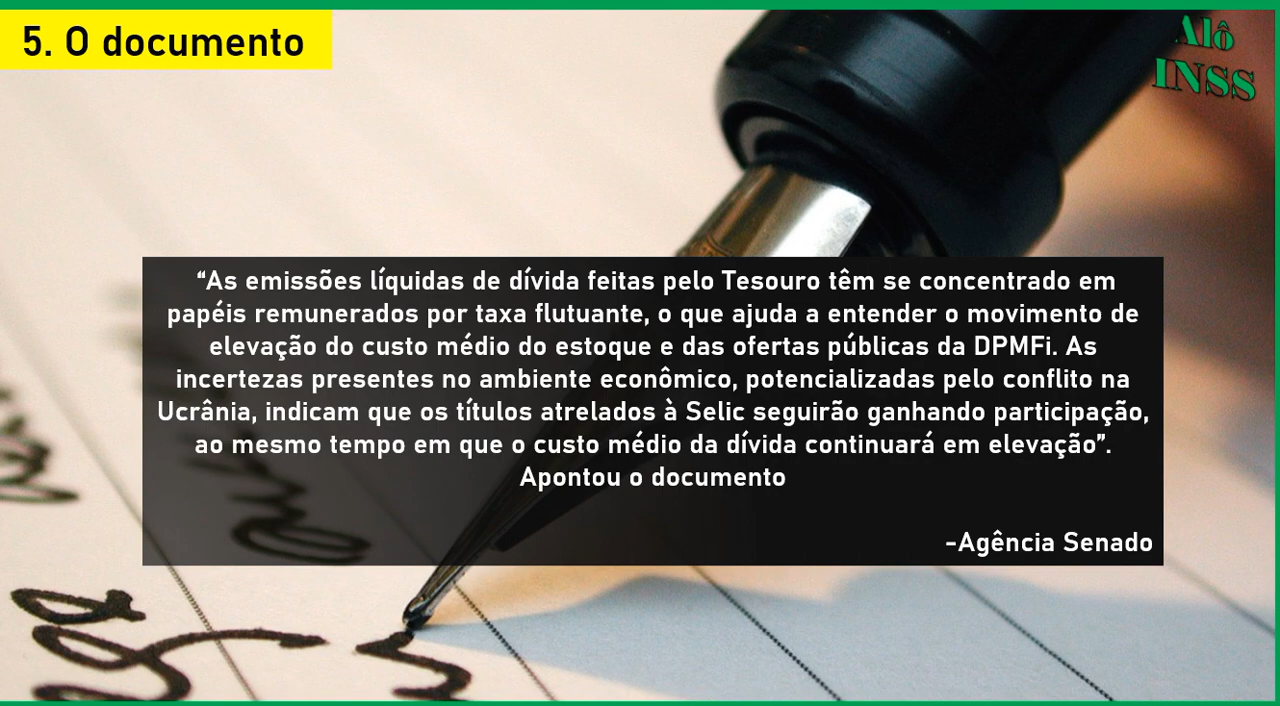 5. O documento
Alô
INSS
“As emissões líquidas de dívida feitas pelo Tesouro têm se concentrado em
papéis remunerados por taxa flutuante, o que ajuda a entender o movimento de
elevação do custo médio do estoque e das ofertas públicas da DPMFi. As
incertezas presentes no ambiente econômico, potencializadas pelo conflito na
Ucrânia, indicam que os títulos atrelados à Selic seguirão ganhando participação,
ao mesmo tempo em que o custo médio da dívida continuará em elevação”.
Apontou o documento
-Agência Senado